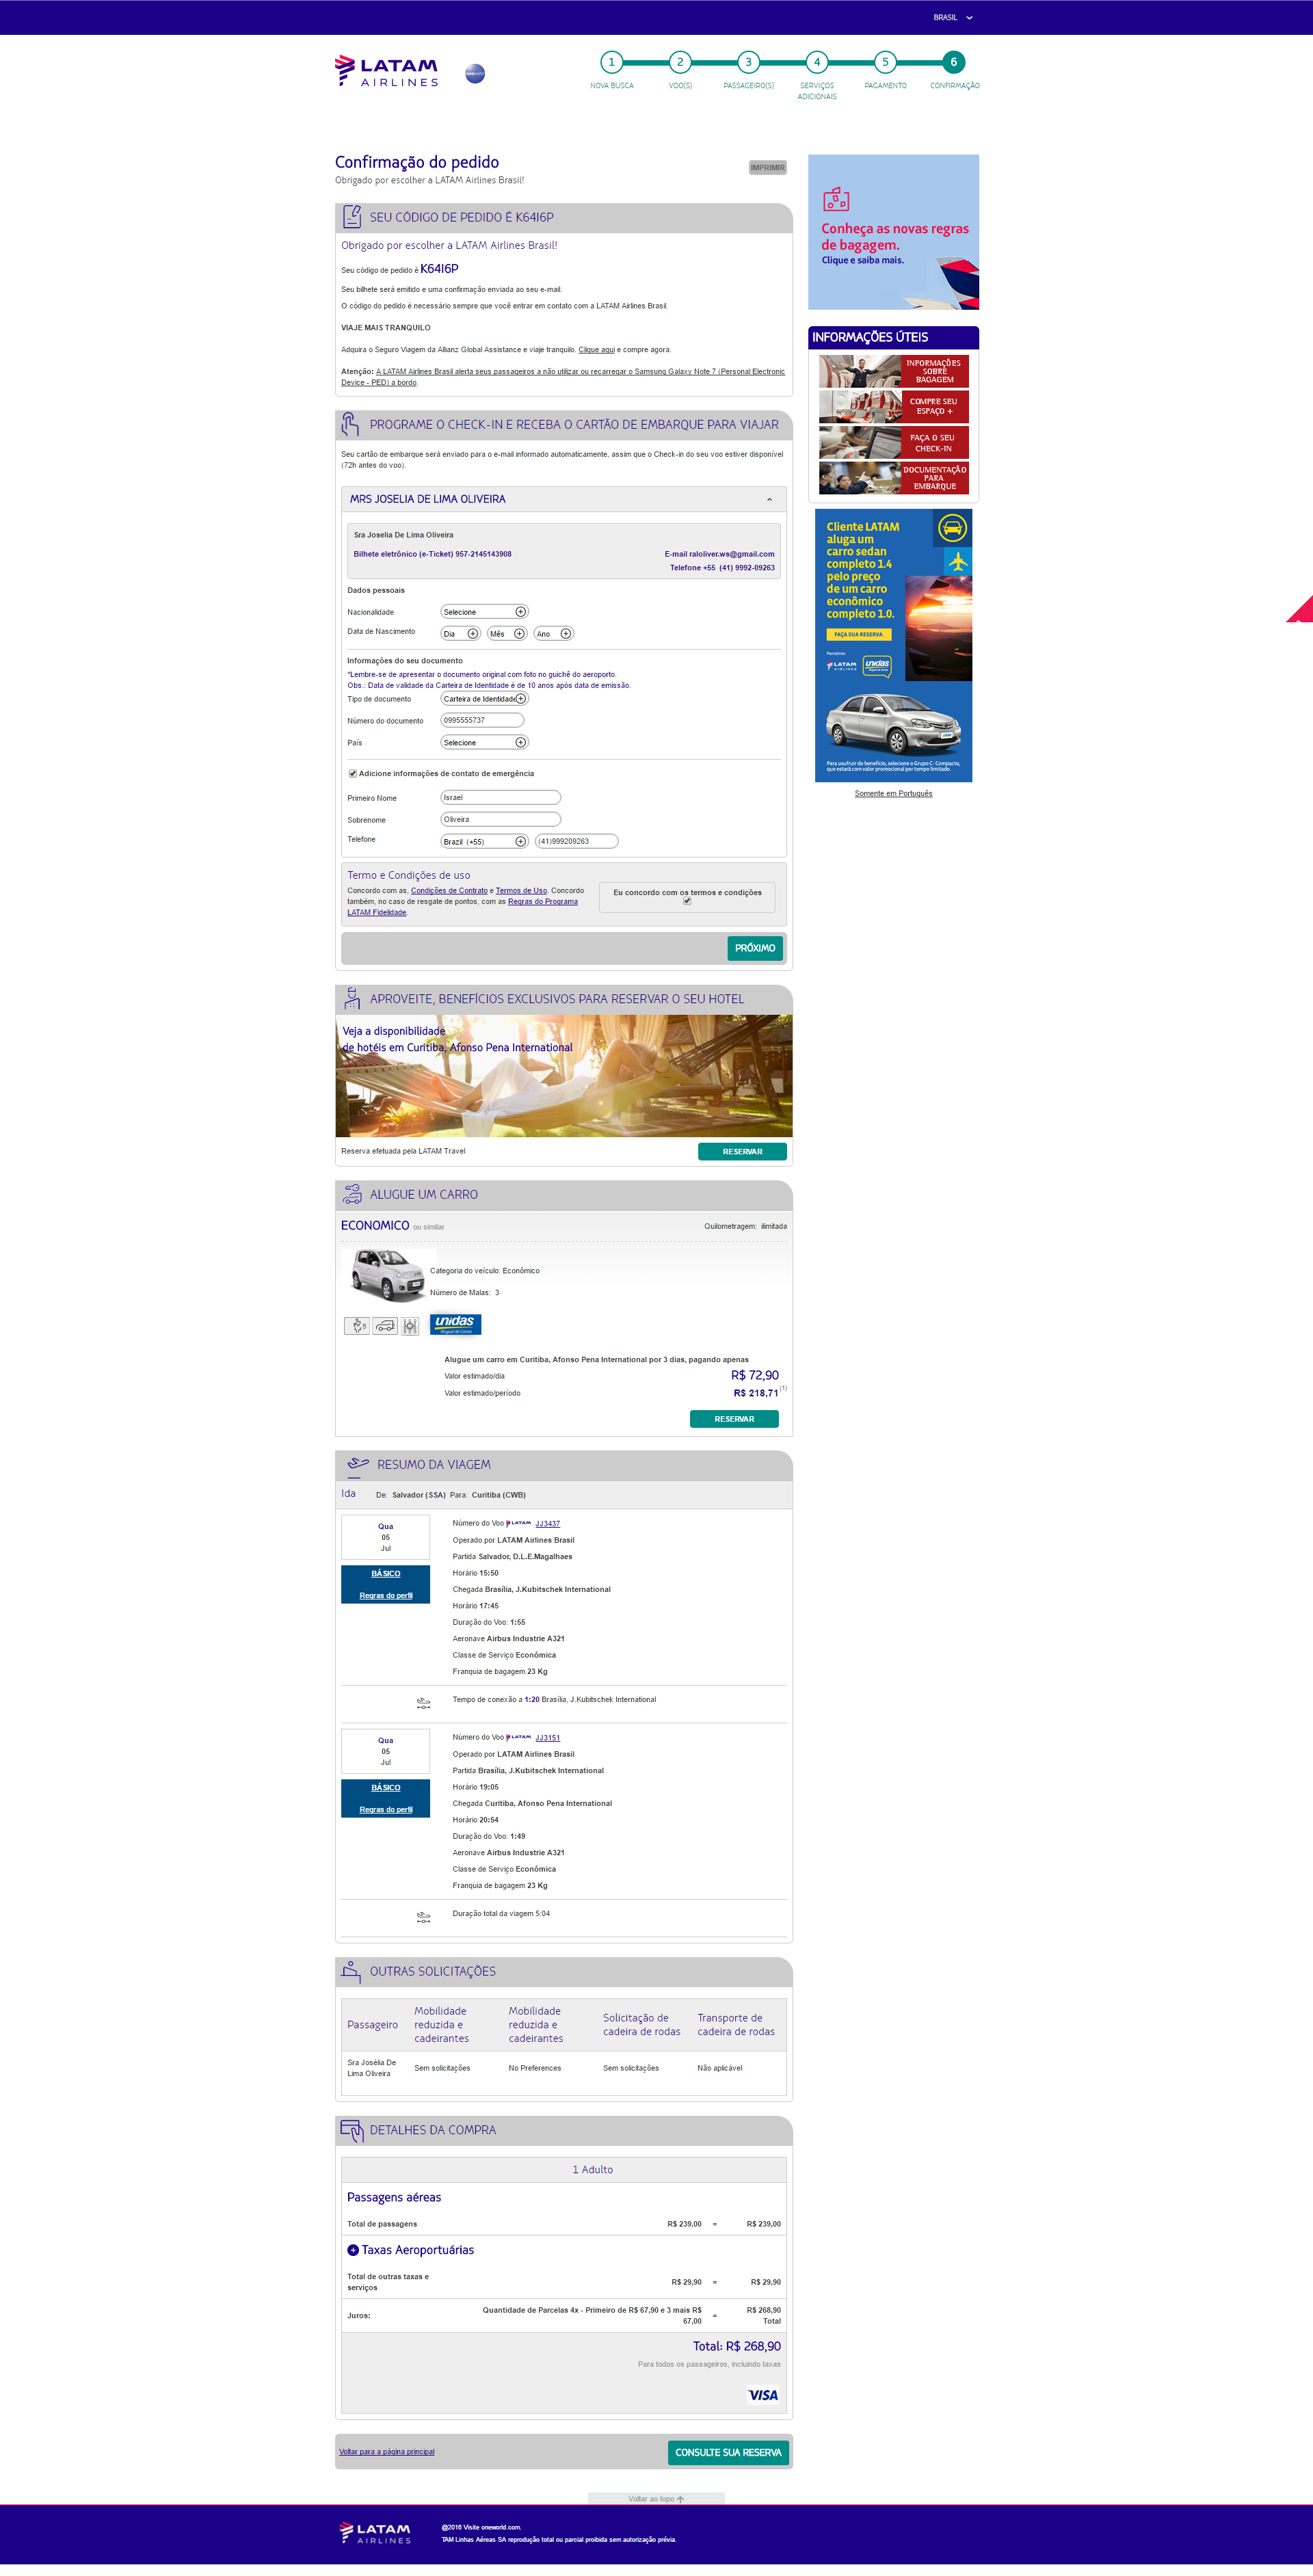 BRASIL
LATAM
AIRLINES
oneworld
1
2
3
4
5
6
NOVA BUSCA
VOO(S)
PASSAGEIRO(S)
SERVIÇOS
ADICIONAIS
PAGAMENTO
CONFIRMAÇÃO
Confirmação do pedido
IMPRIMIR
Obrigado por escolher a LATAM Airlines Brasil!
SEU CÓDIGO DE PEDIDO É K64I6P
Obrigado por escolher a LATAM Airlines Brasil!
Seu código de pedido é K64I6P
Seu bilhete será emitido e uma confirmação enviada ao seu e-mail.
O código do pedido é necessário sempre que você entrar em contato com a LATAM Airlines Brasil.
VIAJE MAIS TRANQUILO
Adquira o Seguro Viagem da Allianz Global Assistance e viaje tranquilo. Clique aqui e compre agora.
Atenção: A LATAM Airlines Brasil alerta seus passageiros a não utilizar ou recarregar o Samsung Galaxy Note 7 (Personal Electronic
Device - PED) a bordo.
PROGRAME O CHECK-IN E RECEBA O CARTÃO DE EMBARQUE PARA VIAJAR
Seu cartão de embarque será enviado para o e-mail informado automaticamente, assim que o Check-in do seu voo estiver disponível
(72h antes do voo).
MRS JOSELIA DE LIMA OLIVEIRA
Sra Joselia De Lima Oliveira
Bilhete eletrônico (e-Ticket) 957-2145143908
E-mail raloliver.ws@gmail.com
Telefone +55 (41) 9992-09263
Dados pessoais
Nacionalidade
Selecione
Data de Nascimento
Dia
Mês
Ano
Informações do seu documento
*Lembre-se de apresentar o documento original com foto no guichê do aeroporto.
Obs.: Data de validade da Carteira de Identidade é de 10 anos após data de emissão.
Tipo de documento
Carteira de Identidade
Número do documento
0995555737
País
Selecione
Adicione informações de contato de emergência
Primeiro Nome
Israel
Sobrenome
Oliveira
Telefone
Brazil (+55)
(41)999209263
Termo e Condições de uso
Concordo com as, Condições de Contrato e Termos de Uso. Concordo
também, no caso de resgate de pontos, com as Regras do Programa
LATAM Fidelidade.
Eu concordo com os termos e condições
PRÓXIMO
APROVEITE, BENEFÍCIOS EXCLUSIVOS PARA RESERVAR O SEU HOTEL
Veja a disponibilidade
de hotéis em Curitiba, Afonso Pena International
Reserva efetuada pela LATAM Travel
RESERVAR
ALUGUE UM CARRO
ECONOMICO ou similar
Quilometragem: ilimitada
Categoria do veículo: Econômico
Número de Malas: 3
5
unidas
Aluguel de Carros
Alugue um carro em Curitiba, Afonso Pena International por 3 dias, pagando apenas
Valor estimado/dia
R$ 72,90
Valor estimado/período
R$ 218,71(1)
RESERVAR
RESUMO DA VIAGEM
Ida
De: Salvador (SSA) Para: Curitiba (CWB)
Qua
05
Jul
BÁSICO
Regras do perfil
Número do Voo LATAM JJ3437
Operado por LATAM Airlines Brasil
Partida Salvador, D.L.E.Magalhaes
Horário 15:50
Chegada Brasília, J.Kubitschek International
Horário 17:45
Duração do Voo: 1:55
Aeronave Airbus Industrie A321
Classe de Serviço Econômica
Franquia de bagagem 23 Kg
Tempo de conexão a 1:20 Brasília, J.Kubitschek International
Qua
05
Jul
BÁSICO
Regras do perfil
Número do Voo LATAM JJ3151
Operado por LATAM Airlines Brasil
Partida Brasília, J.Kubitschek International
Horário 19:05
Chegada Curitiba, Afonso Pena International
Horário 20:54
Duração do Voo: 1:49
Aeronave Airbus Industrie A321
Classe de Serviço Econômica
Franquia de bagagem 23 Kg
Duração total da viagem 5:04
OUTRAS SOLICITAÇÕES
Passageiro
Mobilidade
reduzida e
cadeirantes
Mobilidade
reduzida e
cadeirantes
Solicitação de
cadeira de rodas
Transporte de
cadeira de rodas
Sra Josélia De
Lima Oliveira
Sem solicitações
No Preferences
Sem solicitações
Não aplicável
DETALHES DA COMPRA
1 Adulto
Passagens aéreas
Total de passagens
R$ 239,00 = R$ 239,00
Taxas Aeroportuárias
Total de outras taxas e
serviços
R$ 29,90 = R$ 29,90
Juros:
Quantidade de Parcelas 4x - Primeiro de R$ 67,90 e 3 mais R$
67,00
=
R$ 268,90
Total
Total: R$ 268,90
Para todos os passageiros, incluindo taxas
VISA
Voltar para a página principal
CONSULTE SUA RESERVA
Conheça as novas regras
de bagagem.
Clique e saiba mais.
INFORMAÇÕES ÚTEIS
INFORMAÇÕES
SOBRE
BAGAGEM
COMPRE SEU
ESPAÇO +
FAÇA O SEU
CHECK-IN
DOCUMENTAÇÃO
PARA
EMBARQUE
Cliente LATAM
aluga um
carro sedan
completo 1.4
pelo preço
de um carro
econômico
completo 1.0.
FAÇA SUA RESERVA.
Parceiros:
LATAM
AIRLINES
unidas
Para usufruir do benefício, selecione o Grupo C - Compacto,
que estará com valor promocional por tempo limitado.
Somente em Português
Voltar ao topo
LATAM
AIRLINES
@2016 Visite oneworld.com.
TAM Linhas Aéreas SA reprodução total ou parcial proibida sem autorização prévia.